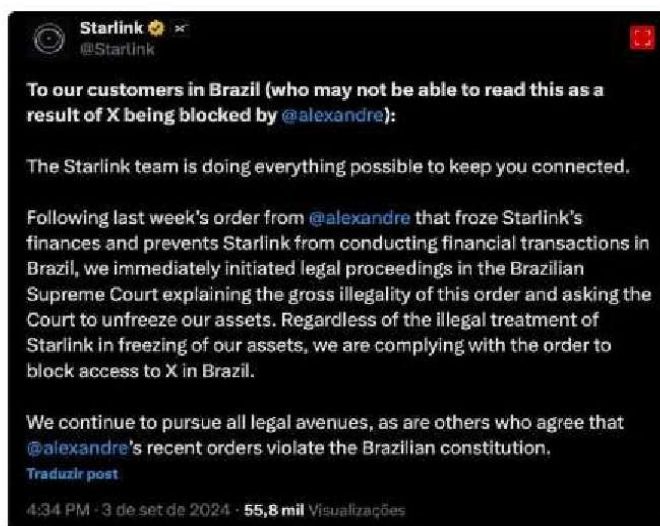 Starlink
@Starlink
To our customers in Brazil (who may not be able to read this as a
result of X being blocked by @alexandre):
The Starlink team is doing everything possible to keep you connected.
Following last week's order from @alexandre that froze Starlink's
finances and prevents Starlink from conducting financial transactions in
Brazil, we immediately initiated legal proceedings in the Brazilian
Supreme Court explaining the gross illegality of this order and asking the
Court to unfreeze our assets. Regardless of the illegal treatment of
Starlink in freezing of our assets, we are complying with the order to
block access to X in Brazil.
We continue to pursue all legal avenues, as are others who agree that
@alexandre's recent orders violate the Brazilian constitution.
Traduzir post
4:34 PM · 3 de set de 2024 · 55,8 mil Visualizações